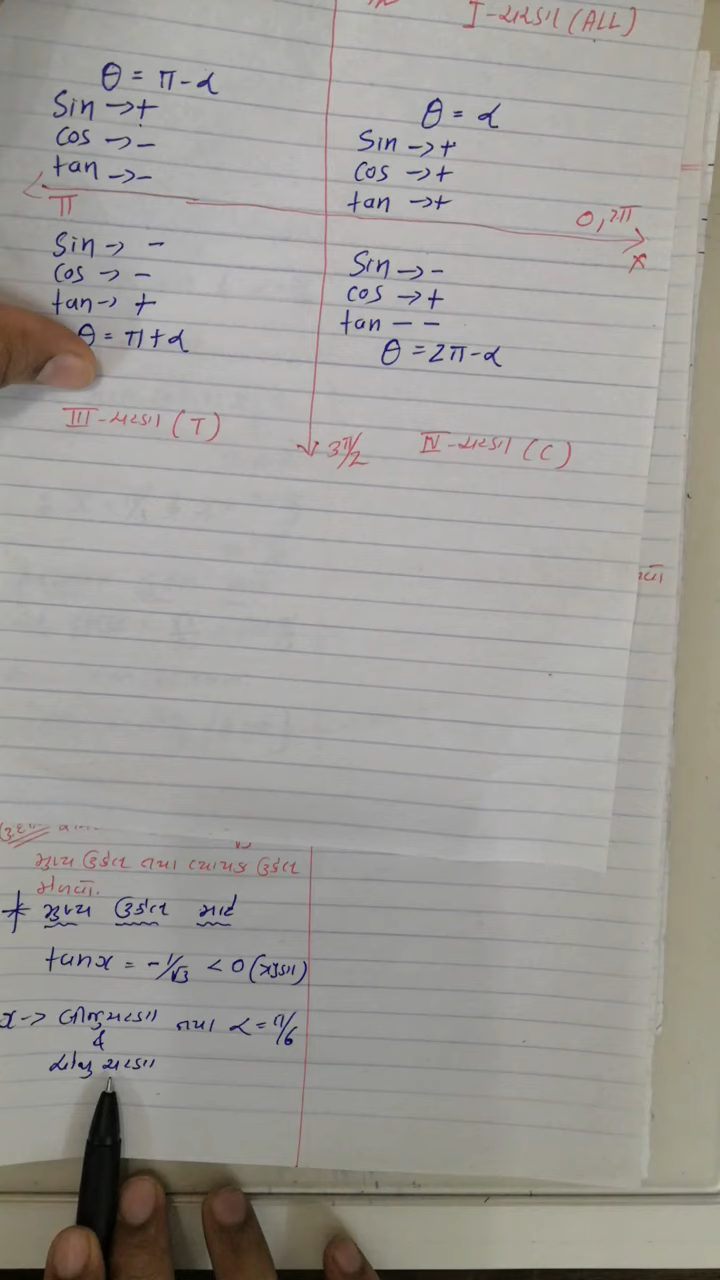 I-ચરણ (ALL)
θ = π-α
Sin → +
cos → -
tan → -
θ = α
Sin → +
cos → +
tan → +
π
0, 2π
x
Sin → -
cos → -
tan → +
θ = π+α
Sin → -
cos → +
tan - -
θ = 2π-α
III-ચરણ (T)
3π/2
IV-ચરણ (C)
મુખ્ય ઉકેલ તથા વ્યાપક ઉકેલ
મેળવો.
* મુખ્ય ઉકેલ માટે
tanx = -1/√3 < 0 (ઋણ)
x → બીજુ ચરણ તથા α = π/6
&
ચોથુ ચરણ